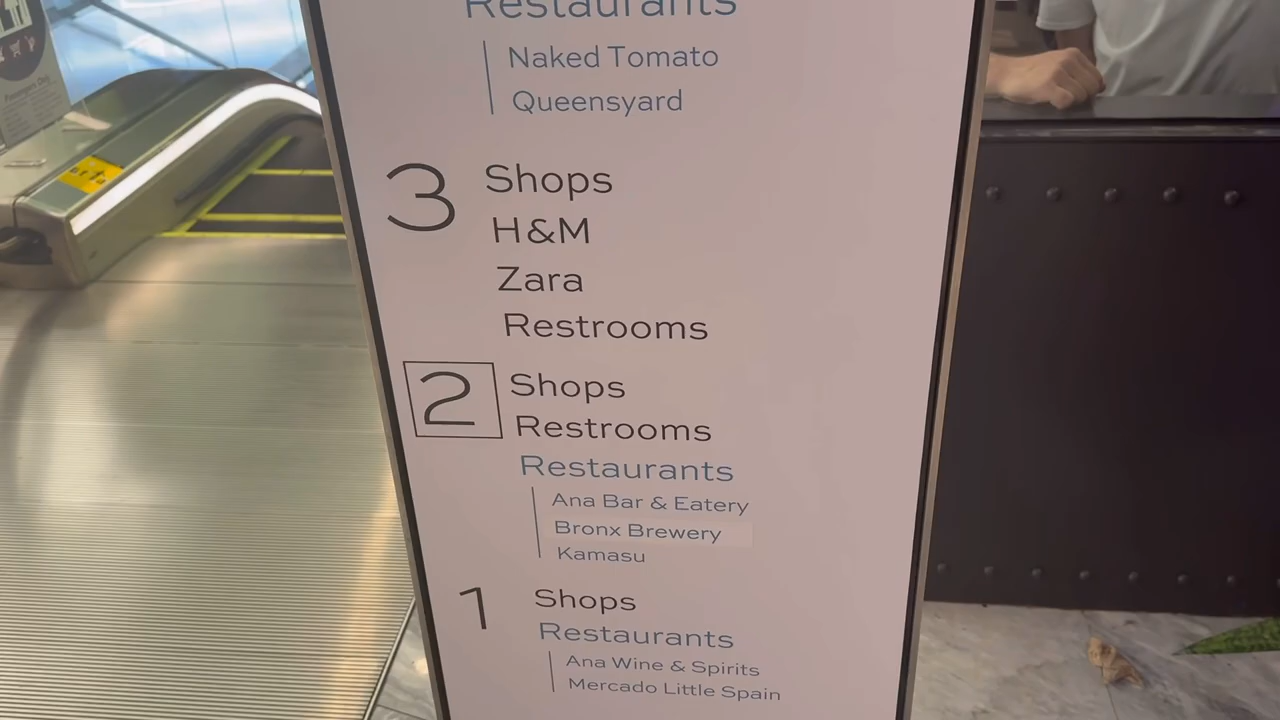 Restaurants
Naked Tomato
Queensyard
3
Shops
H&M
Zara
Restrooms
2
Shops
Restrooms
Restaurants
Ana Bar & Eatery
Bronx Brewery
Kamasu
1
Shops
Restaurants
Ana Wine & Spirits
Mercado Little Spain